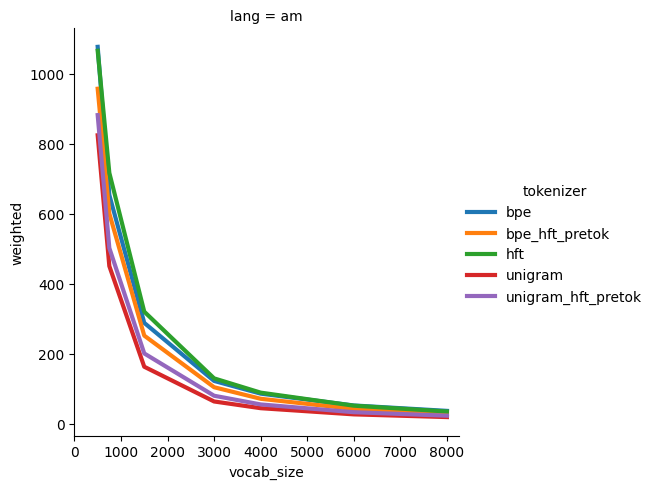 lang = am
weighted
1000
800
600
400
200
0
0 1000 2000 3000 4000 5000 6000 7000 8000
vocab_size
tokenizer
bpe
bpe_hft_pretok
hft
unigram
unigram_hft_pretok